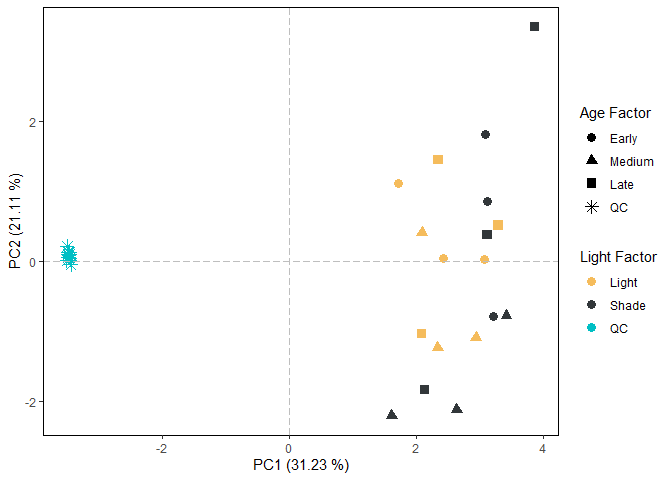 2
0
-2
PC2 (21.11 %)
-2
0
2
4
PC1 (31.23 %)
Age Factor
Early
Medium
Late
QC
Light Factor
Light
Shade
QC